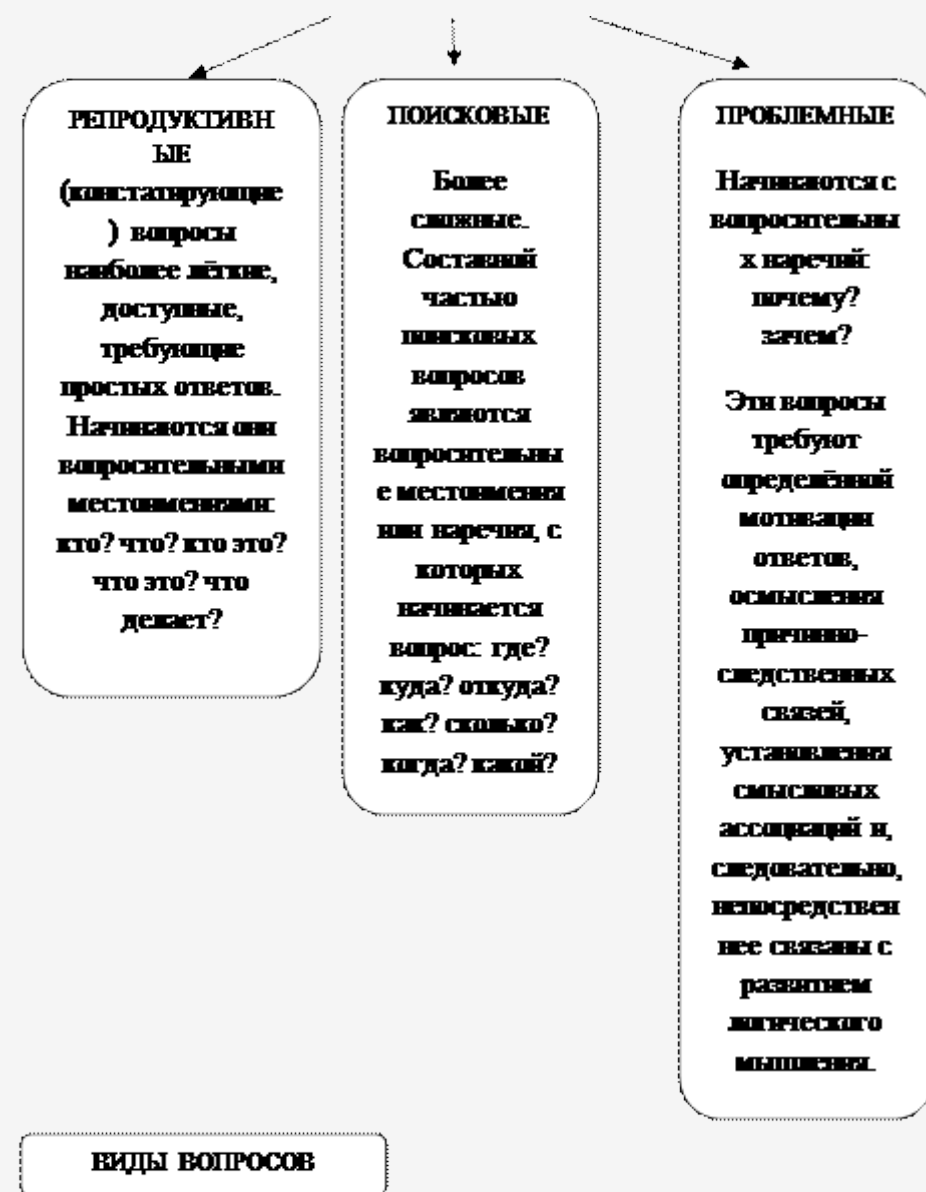 РЕПРОДУКТИВН
ЫЕ
(констатирующие
) вопросы
наиболее лёгкие,
доступные,
требующие
простых ответов.
Начинаются они
вопросительными
местоимениями:
кто? что? кто это?
что это? что
делает?
ПОИСКОВЫЕ
Более
сложные.
Составной
частью
поисковых
вопросов
являются
вопросительны
е местоимения
или наречия, с
которых
начинается
вопрос: где?
куда? откуда?
как? сколько?
когда? какой?
ПРОБЛЕМНЫЕ
Начинаются с
вопросительны
х наречий:
почему?
зачем?
Эти вопросы
требуют
определённой
мотивации
ответов,
осмысления
причинно-
следственных
связей,
установления
смысловых
ассоциаций и,
следовательно,
непосредствен
нее связаны с
развитием
логического
мышления.
ВИДЫ ВОПРОСОВ